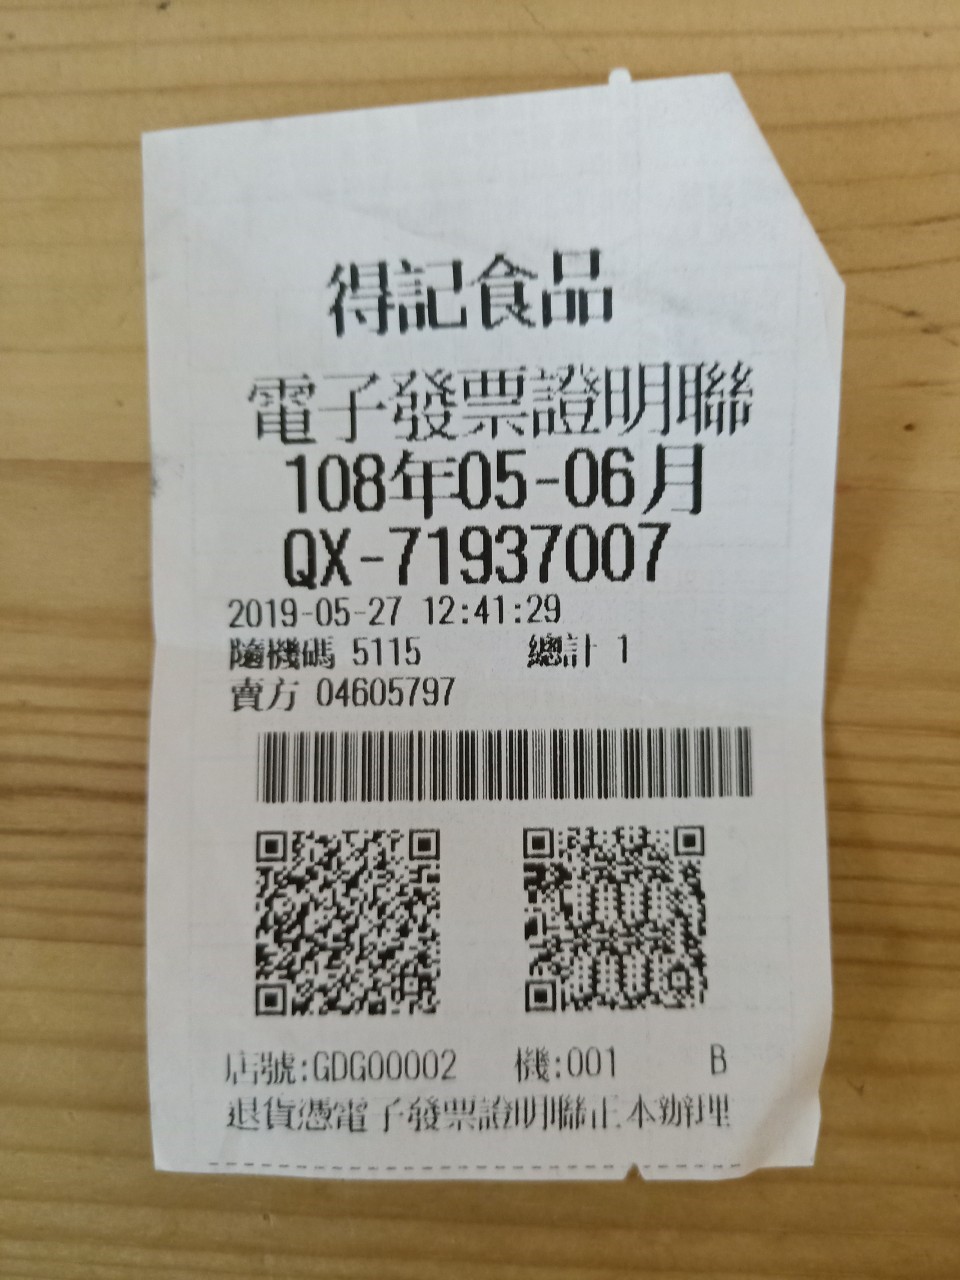 得記食品
電子發票證明聯
108年05-06月
QX-71937007
2019-05-27 12:41:29
隨機碼 5115 總計 1
賣方 04605797
店號:GDG00002 機:001 B
退貨憑電子發票證明聯正本辦理